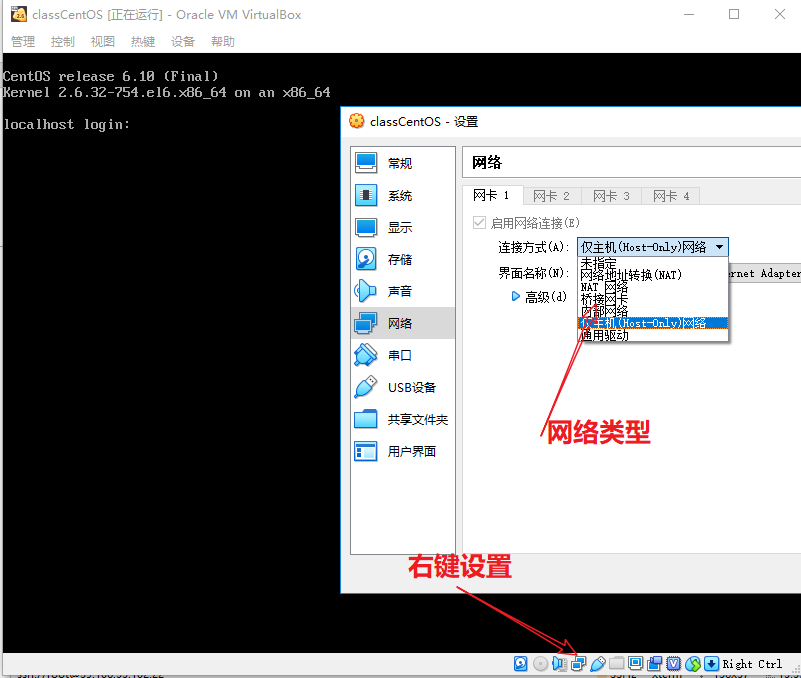 classCentOS [正在运行] - Oracle VM VirtualBox
管理 控制 视图 热键 设备 帮助
CentOS release 6.10 (Final)
Kernel 2.6.32-754.el6.x86_64 on an x86_64
localhost login:
classCentOS - 设置
常规
系统
显示
存储
声音
网络
串口
USB设备
共享文件夹
用户界面
网络
网卡 1 网卡 2 网卡 3 网卡 4
启用网络连接(E)
连接方式(A): 仅主机(Host-Only)网络
界面名称(N): rnet Adapter
高级(d)
未指定
网络地址转换(NAT)
NAT 网络
桥接网卡
内部网络
仅主机(Host-Only)网络
通用驱动
网络类型
右键设置
Right Ctrl